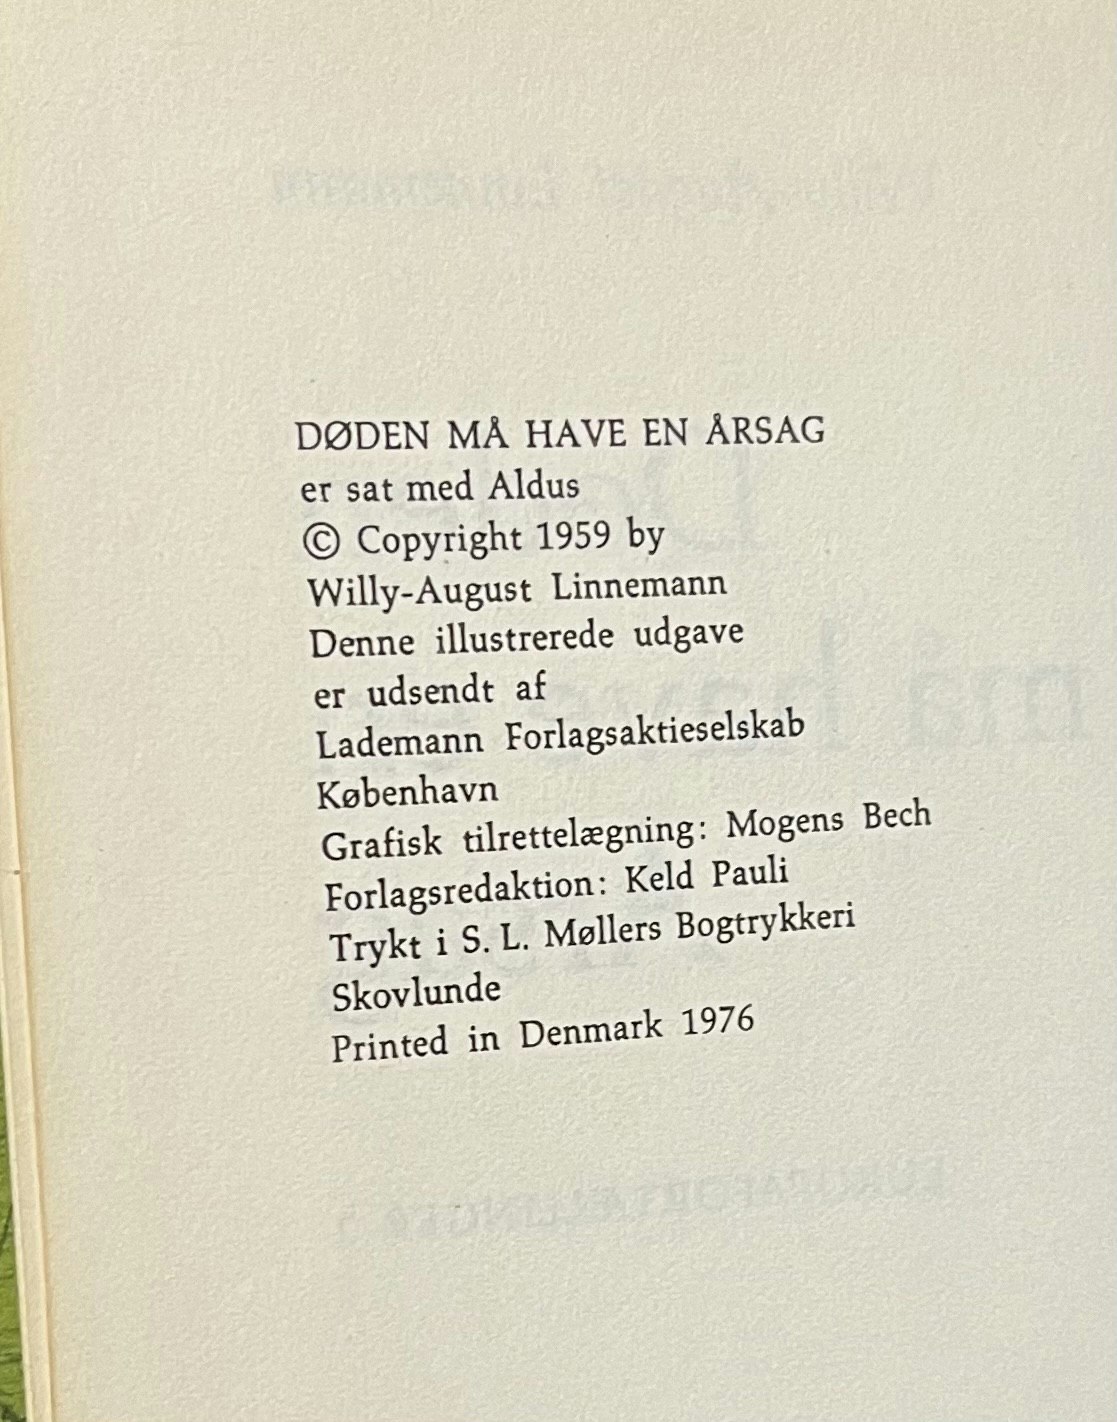 DØDEN MÅ HAVE EN ÅRSAG
er sat med Aldus
© Copyright 1959 by
Willy-August Linnemann
Denne illustrerede udgave
er udsendt af
Lademann Forlagsaktieselskab
København
Grafisk tilrettelægning: Mogens Bech
Forlagsredaktion: Keld Pauli
Trykt i S. L. Møllers Bogtrykkeri
Skovlunde
Printed in Denmark 1976